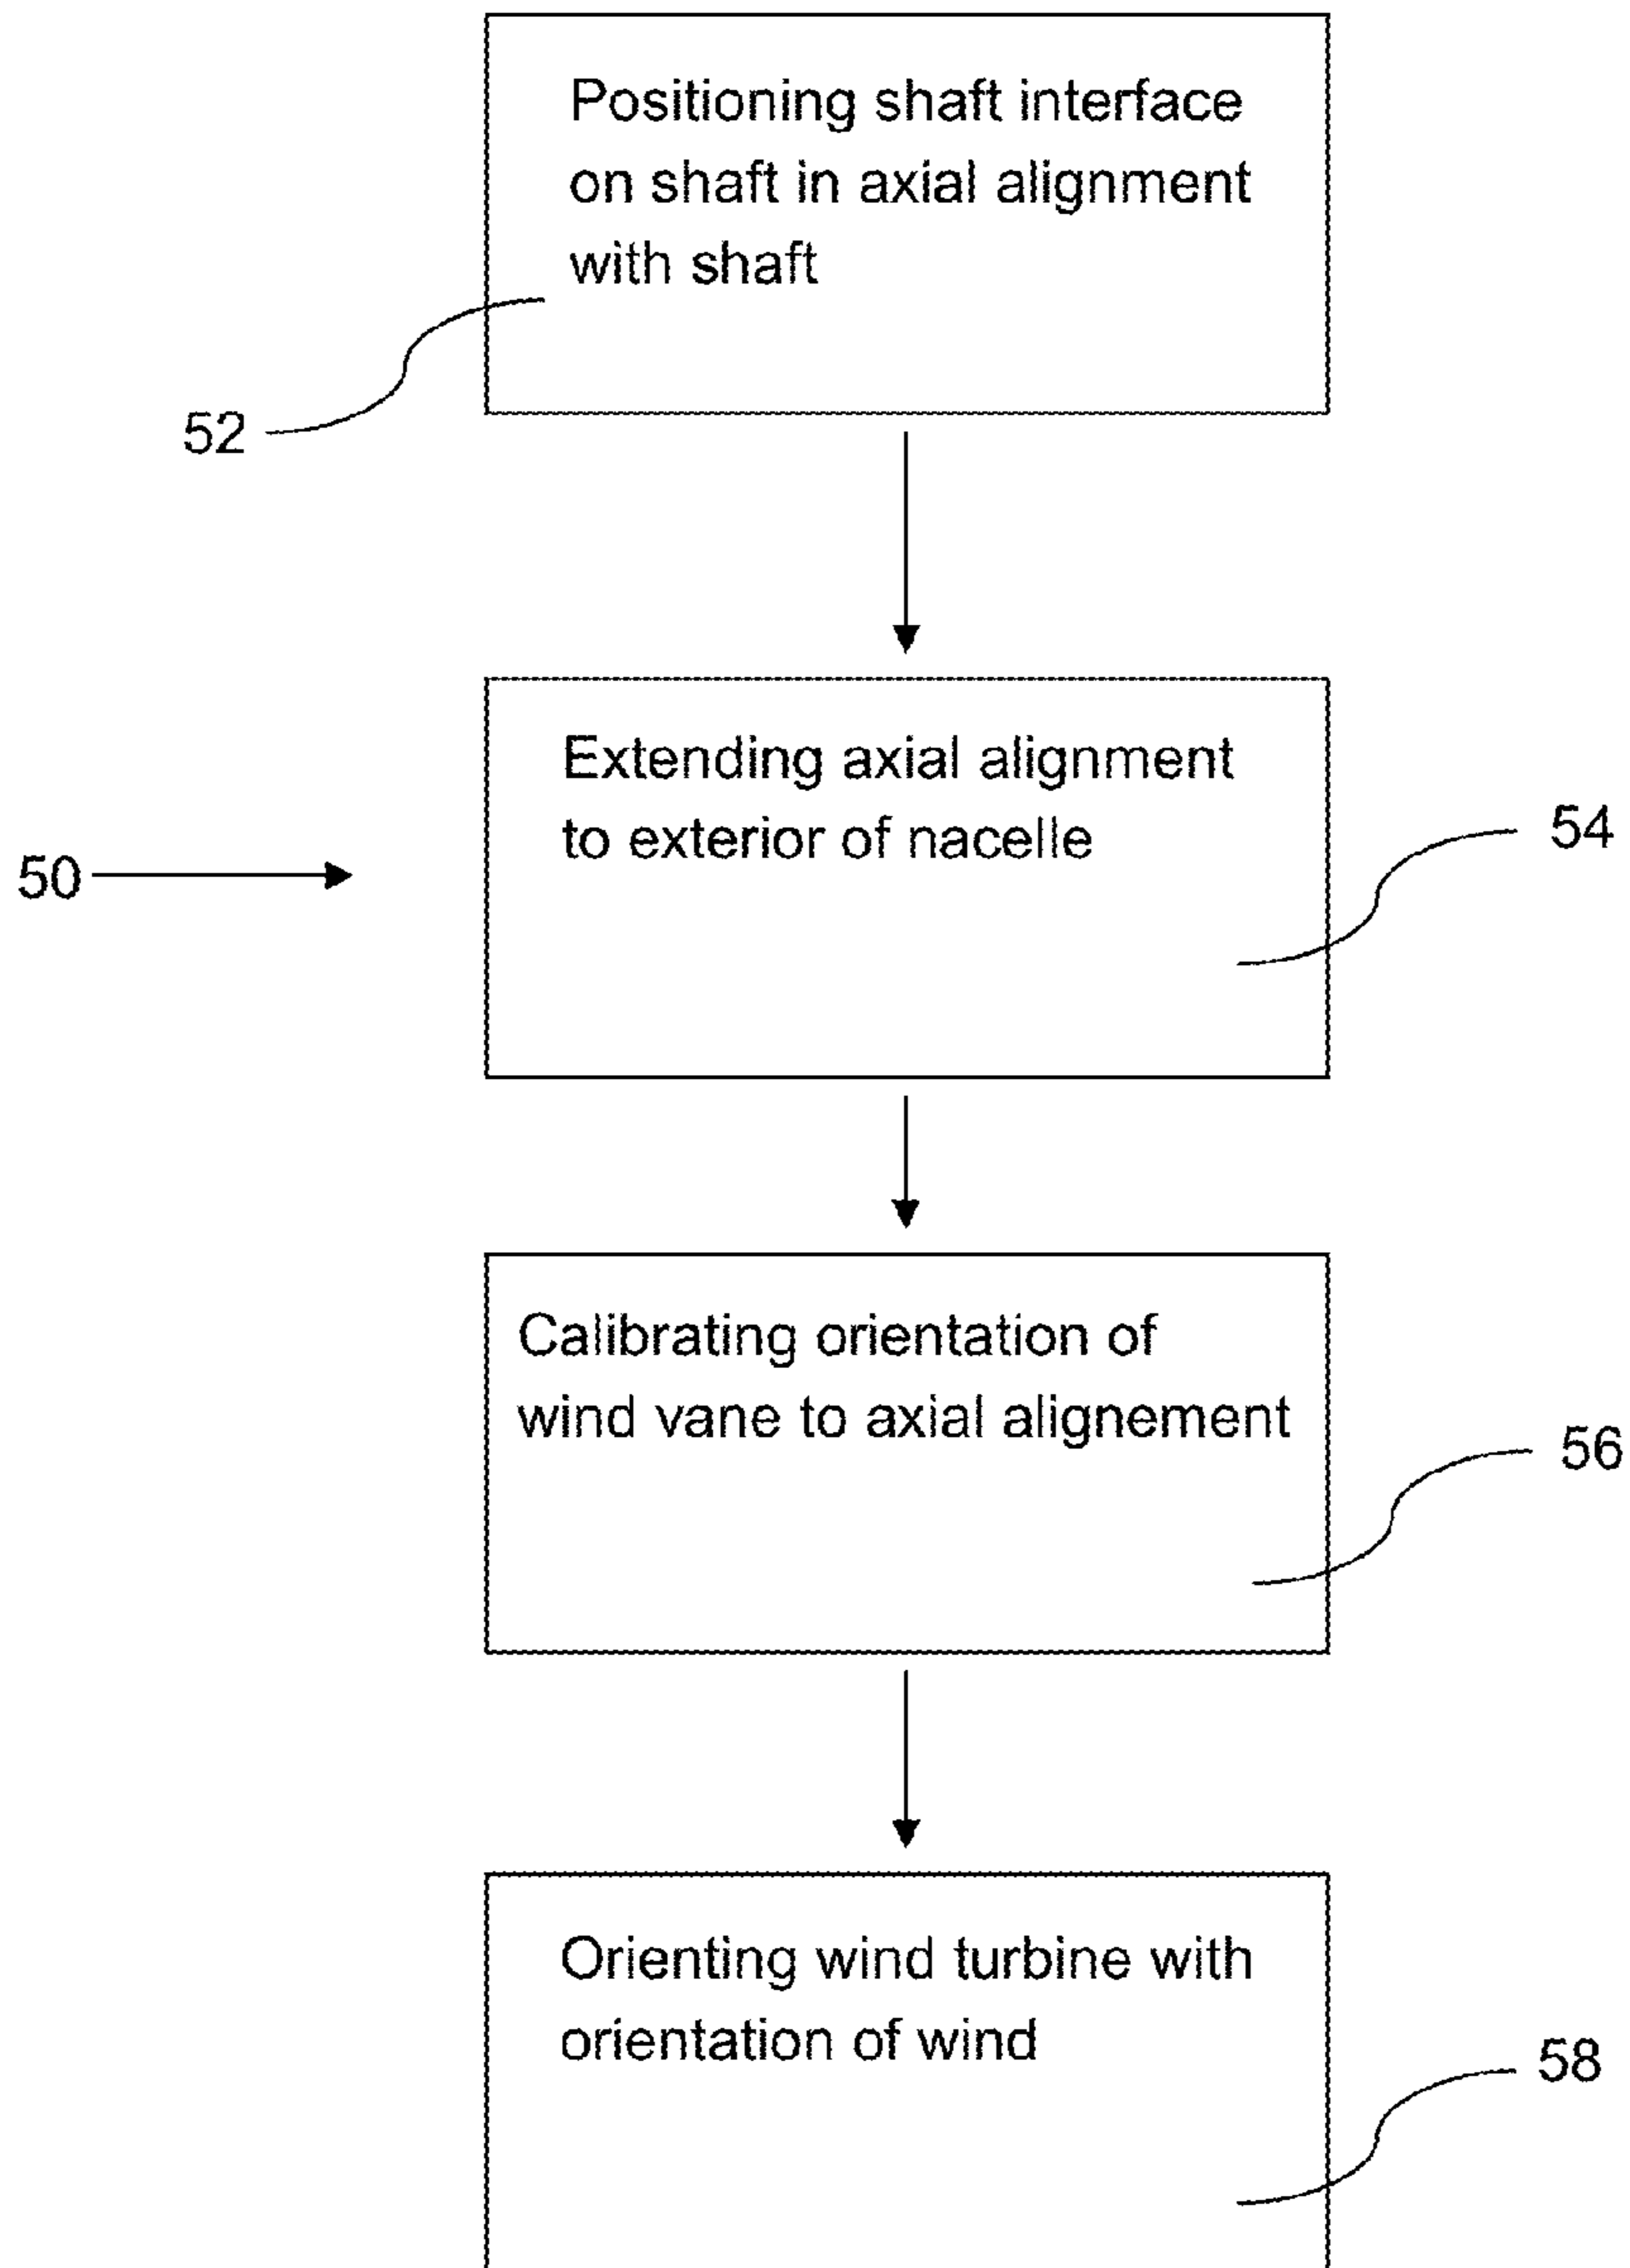 Positioning shaft interface
on shaft in axial alignment
with shaft
52
Extending axial alignment
to exterior of nacelle
54
50
Calibrating orientation of
wind vane to axial alignement
56
Orienting wind turbine with
orientation of wind
58